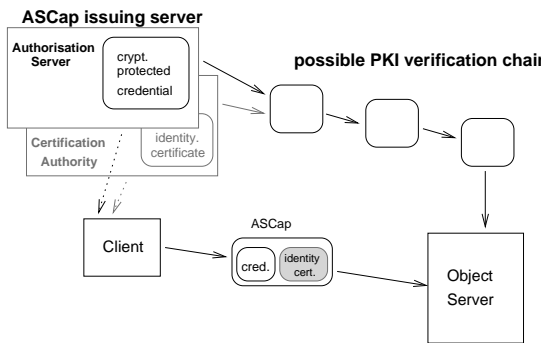 ASCap issuing server
Authorisation
Server
crypt.
protected
credential
possible PKI verification chain
Certification
Authority
identity.
certificate
ASCap
Client
cred.
identity
cert.
Object
Server